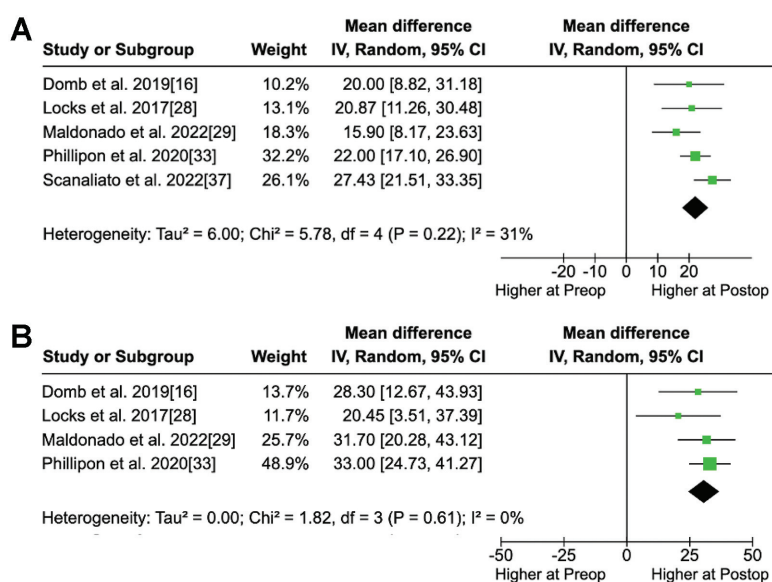 A
Mean difference Mean difference
Study or Subgroup Weight IV, Random, 95% CI IV, Random, 95% CI
Domb et al. 2019[16] 10.2% 20.00 [8.82, 31.18]
Locks et al. 2017[28] 13.1% 20.87 [11.26, 30.48]
Maldonado et al. 2022[29] 18.3% 15.90 [8.17, 23.63]
Phillipon et al. 2020[33] 32.2% 22.00 [17.10, 26.90]
Scanaliato et al. 2022[37] 26.1% 27.43 [21.51, 33.35]
Heterogeneity: Tau² = 6.00; Chi² = 5.78, df = 4 (P = 0.22); I² = 31%
-20 -10 0 10 20
Higher at Preop Higher at Postop
B
Mean difference Mean difference
Study or Subgroup Weight IV, Random, 95% CI IV, Random, 95% CI
Domb et al. 2019[16] 13.7% 28.30 [12.67, 43.93]
Locks et al. 2017[28] 11.7% 20.45 [3.51, 37.39]
Maldonado et al. 2022[29] 25.7% 31.70 [20.28, 43.12]
Phillipon et al. 2020[33] 48.9% 33.00 [24.73, 41.27]
Heterogeneity: Tau² = 0.00; Chi² = 1.82, df = 3 (P = 0.61); I² = 0%
-50 -25 0 25 50
Higher at Preop Higher at Postop